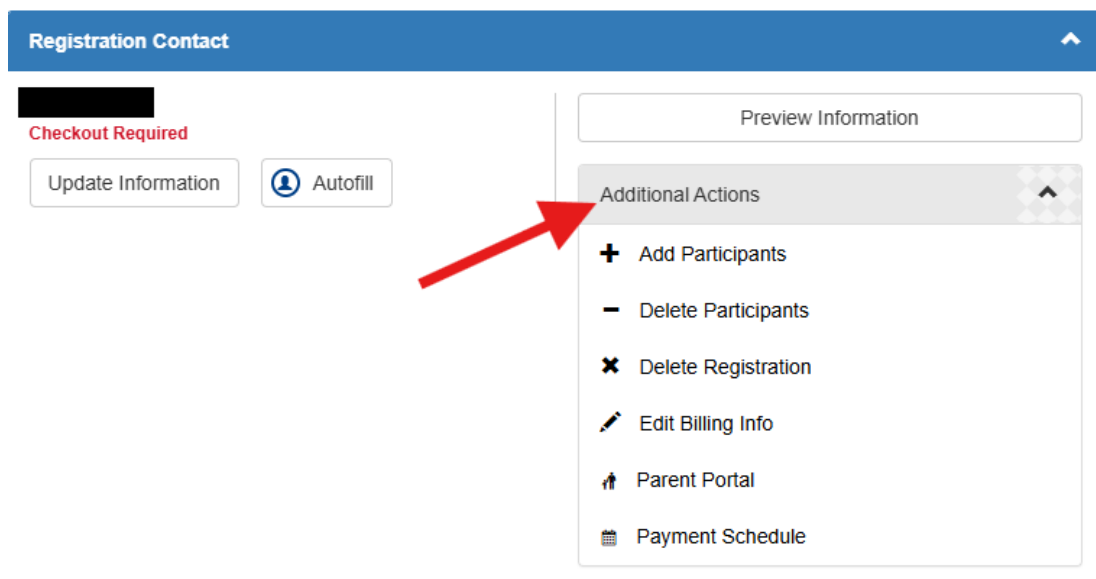 Registration Contact
Checkout Required
Update Information
Autofill
Preview Information
Additional Actions
Add Participants
Delete Participants
Delete Registration
Edit Billing Info
Parent Portal
Payment Schedule